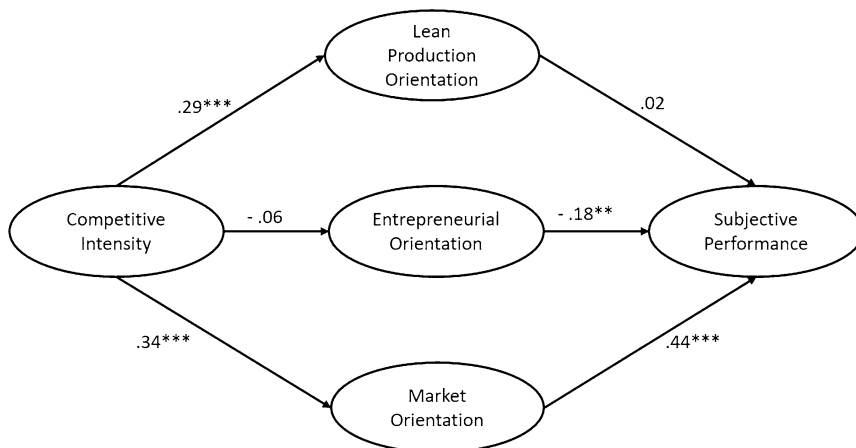 Lean
Production
Orientation
.29***
.02
Competitive
Intensity
- .06
Entrepreneurial
Orientation
- .18**
Subjective
Performance
.34***
.44***
Market
Orientation